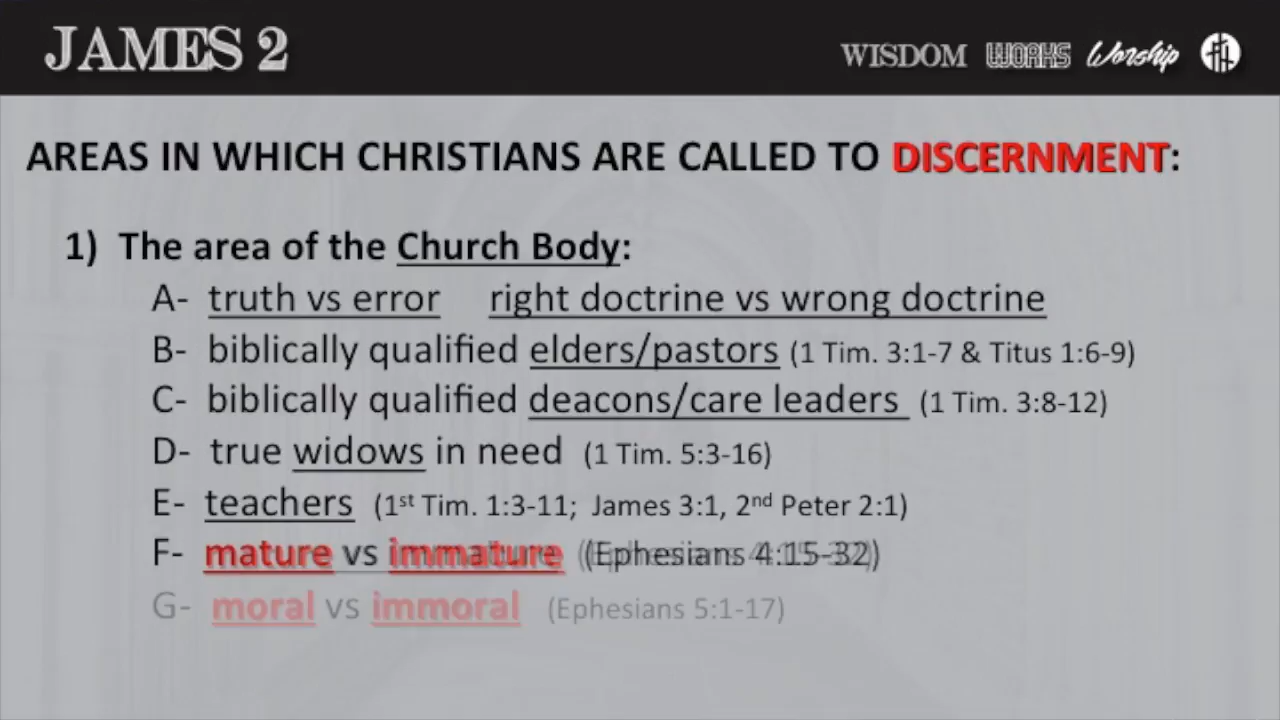 JAMES 2
WISDOM WORKS Worship
AREAS IN WHICH CHRISTIANS ARE CALLED TO DISCERNMENT:
1) The area of the Church Body:
A- truth vs error right doctrine vs wrong doctrine
B- biblically qualified elders/pastors (1 Tim. 3:1-7 & Titus 1:6-9)
C- biblically qualified deacons/care leaders (1 Tim. 3:8-12)
D- true widows in need (1 Tim. 5:3-16)
E- teachers (1st Tim. 1:3-11; James 3:1, 2nd Peter 2:1)
F- mature vs immature (Ephesians 4:15-32)
G- moral vs immoral (Ephesians 5:1-17)